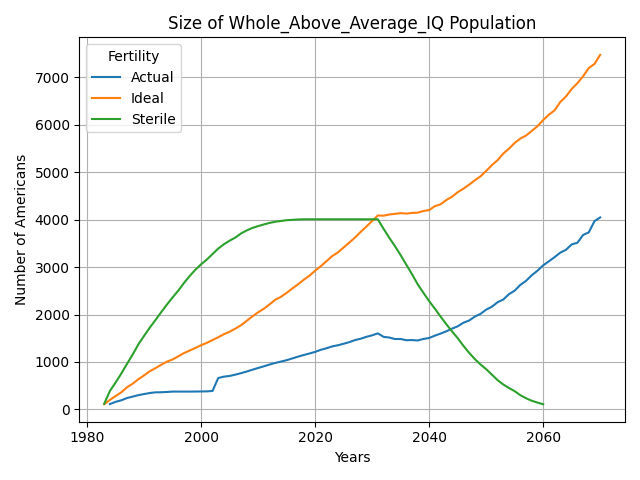 Size of Whole_Above_Average_IQ Population
Fertility
Actual
Ideal
Sterile
Number of Americans
7000
6000
5000
4000
3000
2000
1000
0
1980
2000
2020
2040
2060
Years